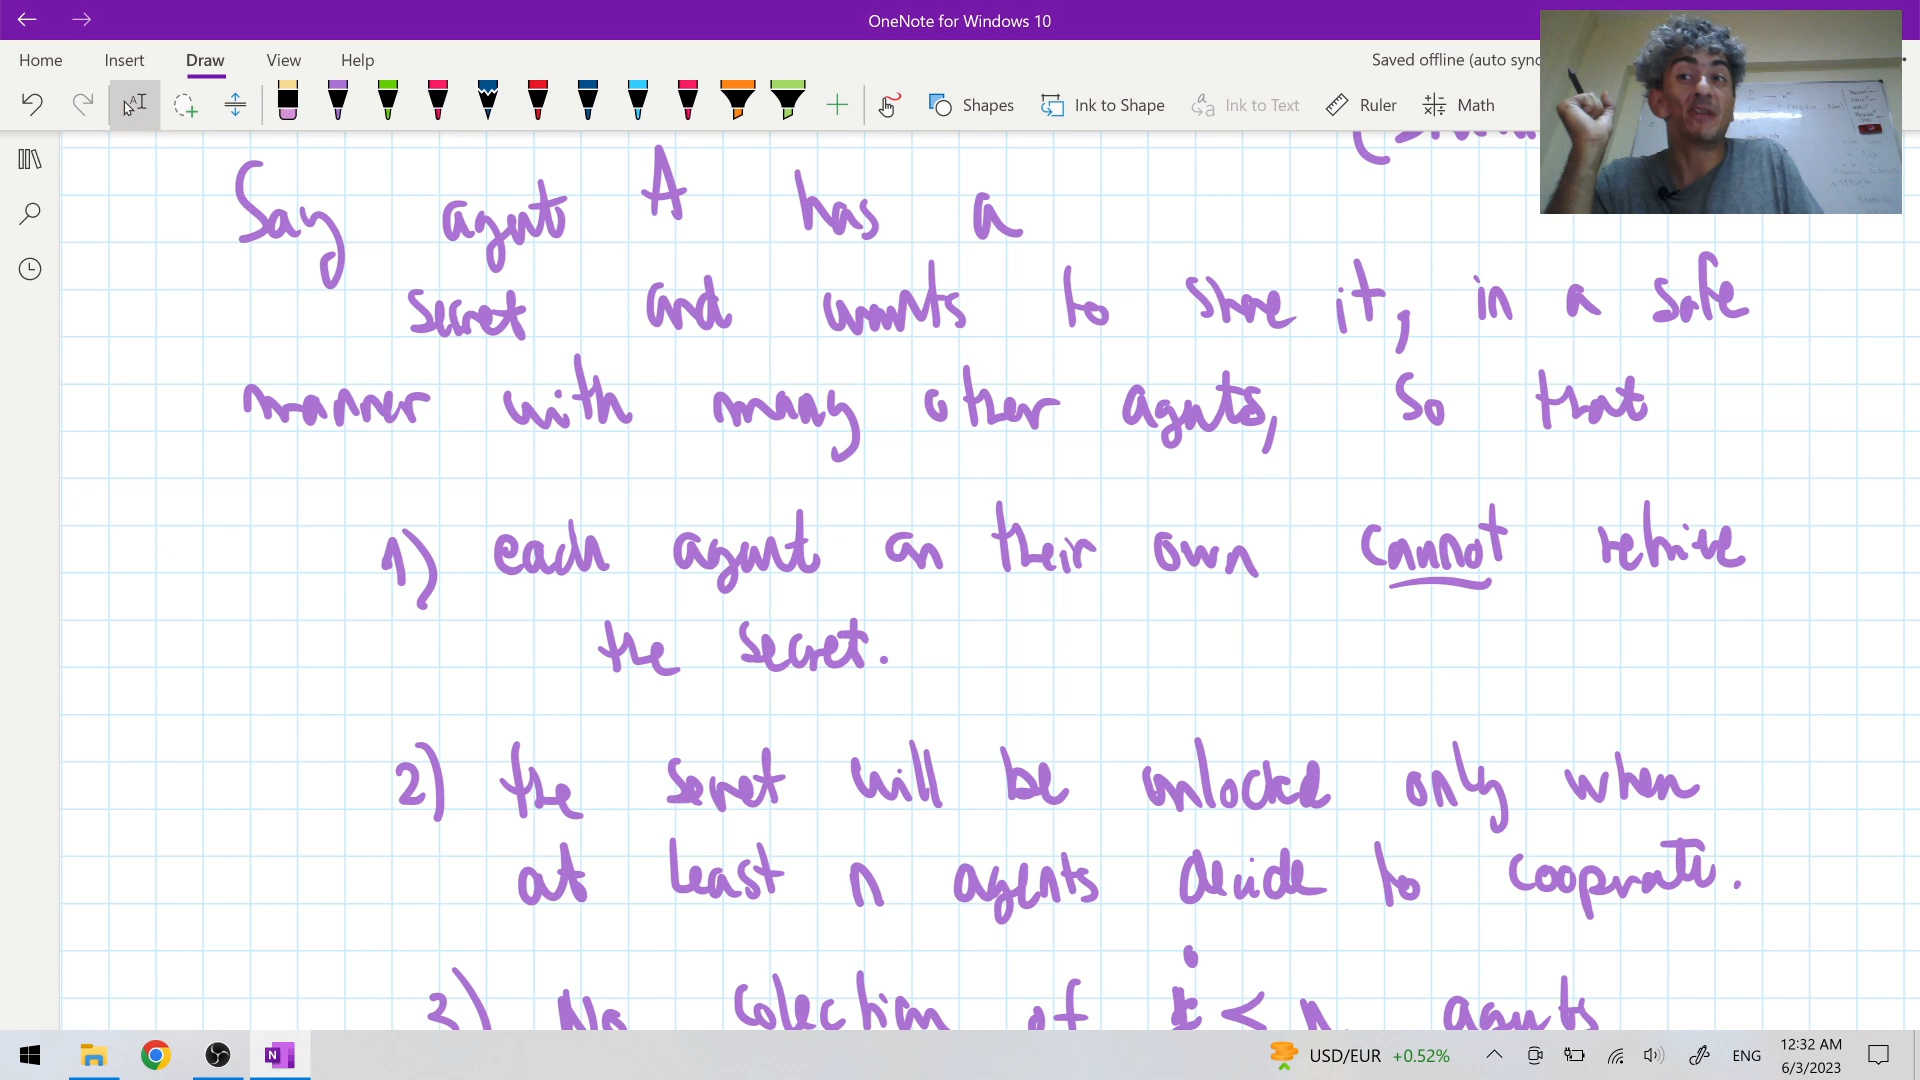 OneNote for Windows 10
Home Insert Draw View Help
Saved offline (auto sync
Shapes Ink to Shape Ink to Text Ruler Math
Say agent A has a
secret and wants to store it, in a safe
manner with many other agents, so that
1) each agent on their own cannot retrive
the secret.
2) the secret will be unlocked only when
at least n agents decide to cooprate.
3) No colection of < n agents
USD/EUR +0.52%
ENG
12:32 AM
6/3/2023